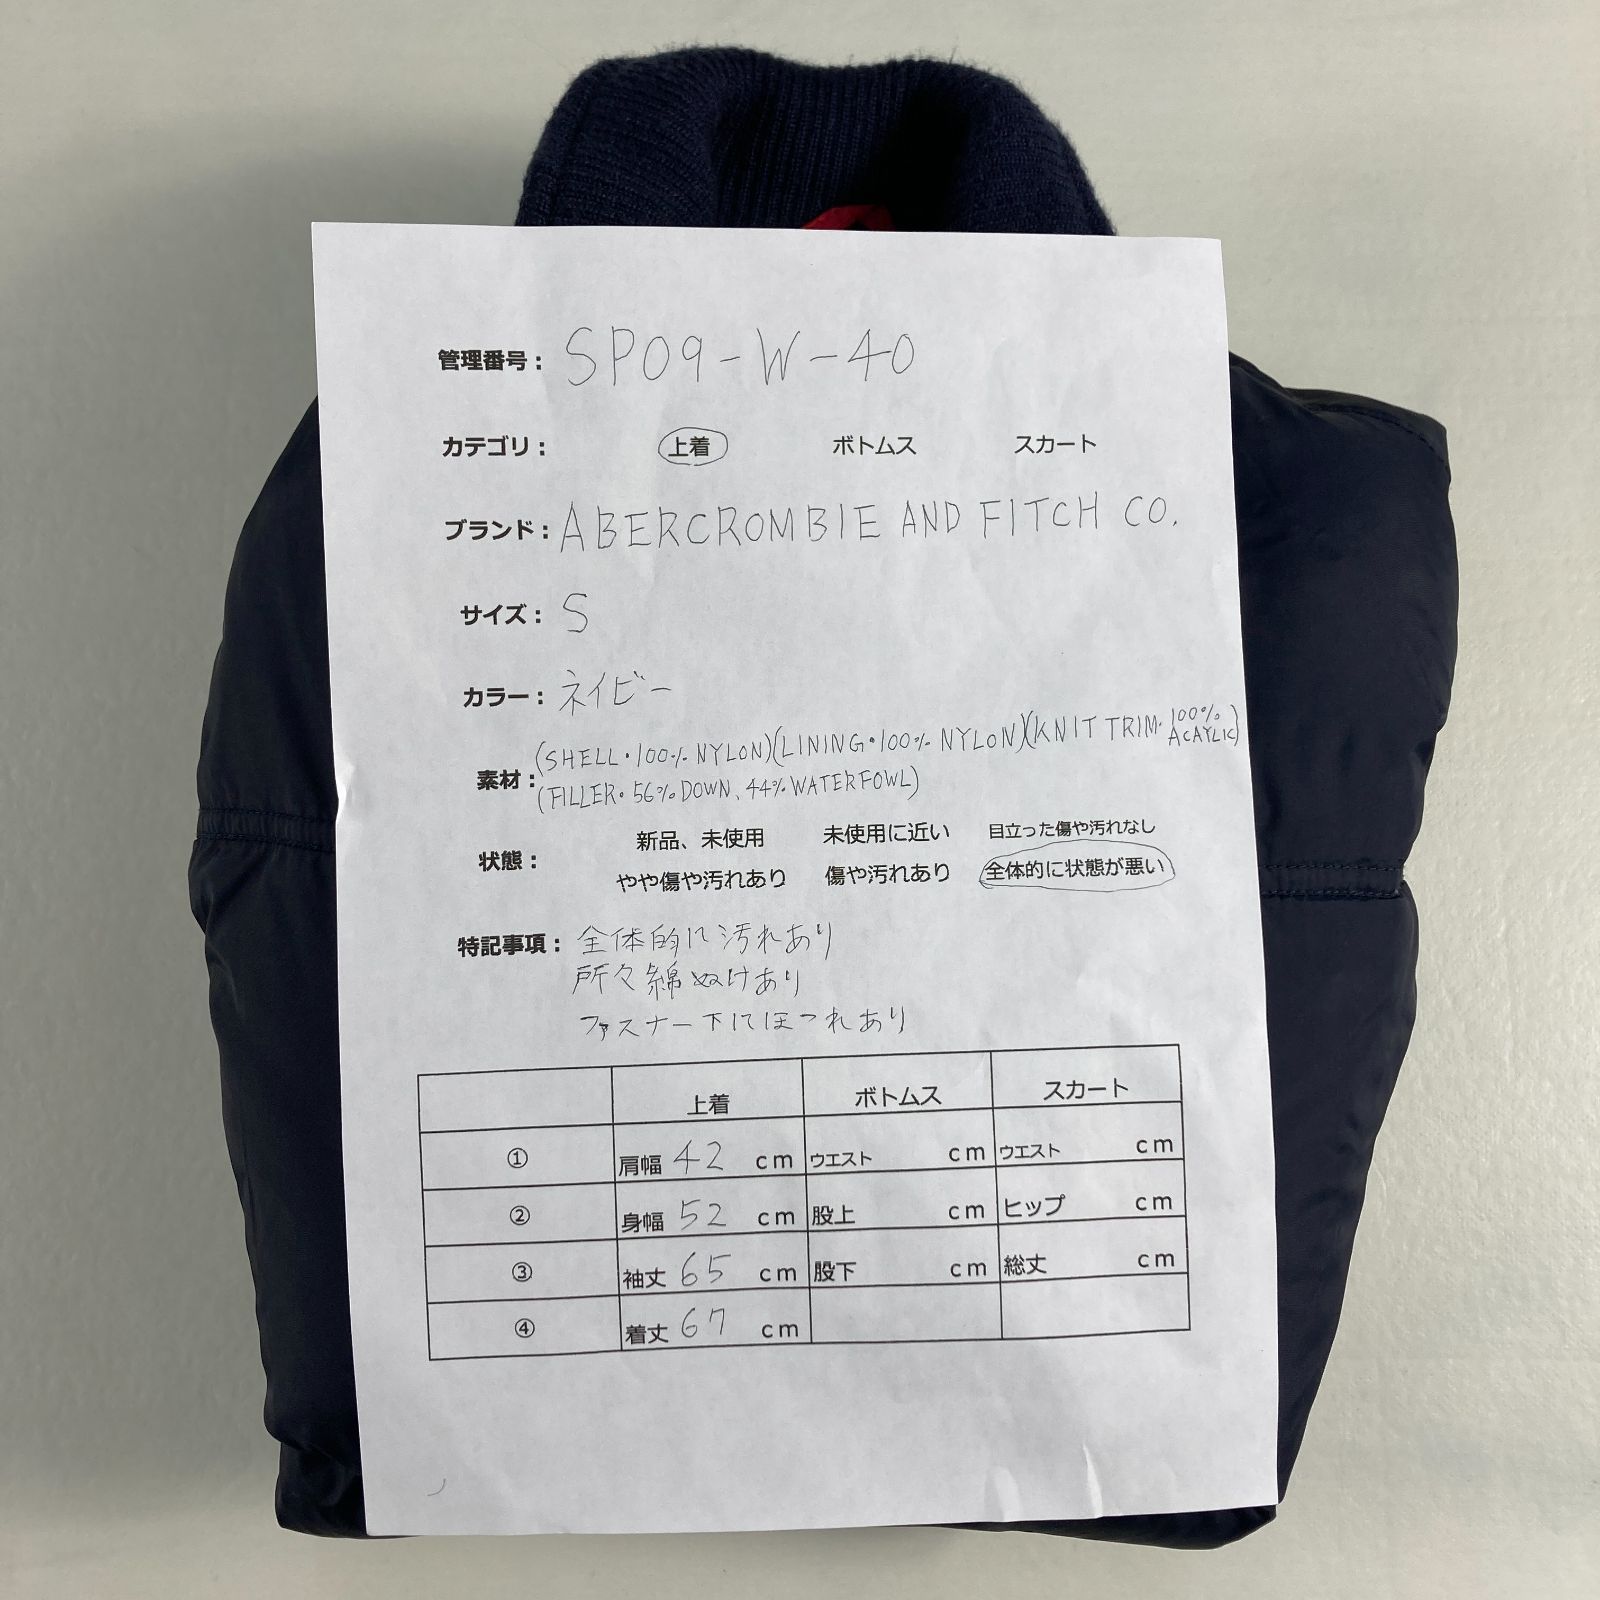 管理番号： SP09-W-40
カテゴリ： 上着 ボトムス スカート
ブランド： ABERCROMBIE AND FITCH CO.
サイズ： S
カラー： ネイビー
素材： (SHELL・100% NYLON)(LINING・100% NYLON)(KNIT TRIM・100% ACAYLIC)
(FILLER・56% DOWN、44% WATERFOWL)
状態： 新品、未使用 未使用に近い 目立った傷や汚れなし
やや傷や汚れあり 傷や汚れあり 全体的に状態が悪い
特記事項： 全体的に汚れあり
所々綿ぬけあり
ファスナー下にほつれあり
上着 ボトムス スカート
① 肩幅 42 cm ウエスト cm ウエスト cm
② 身幅 52 cm 股上 cm ヒップ cm
③ 袖丈 65 cm 股下 cm 総丈 cm
④ 着丈 67 cm